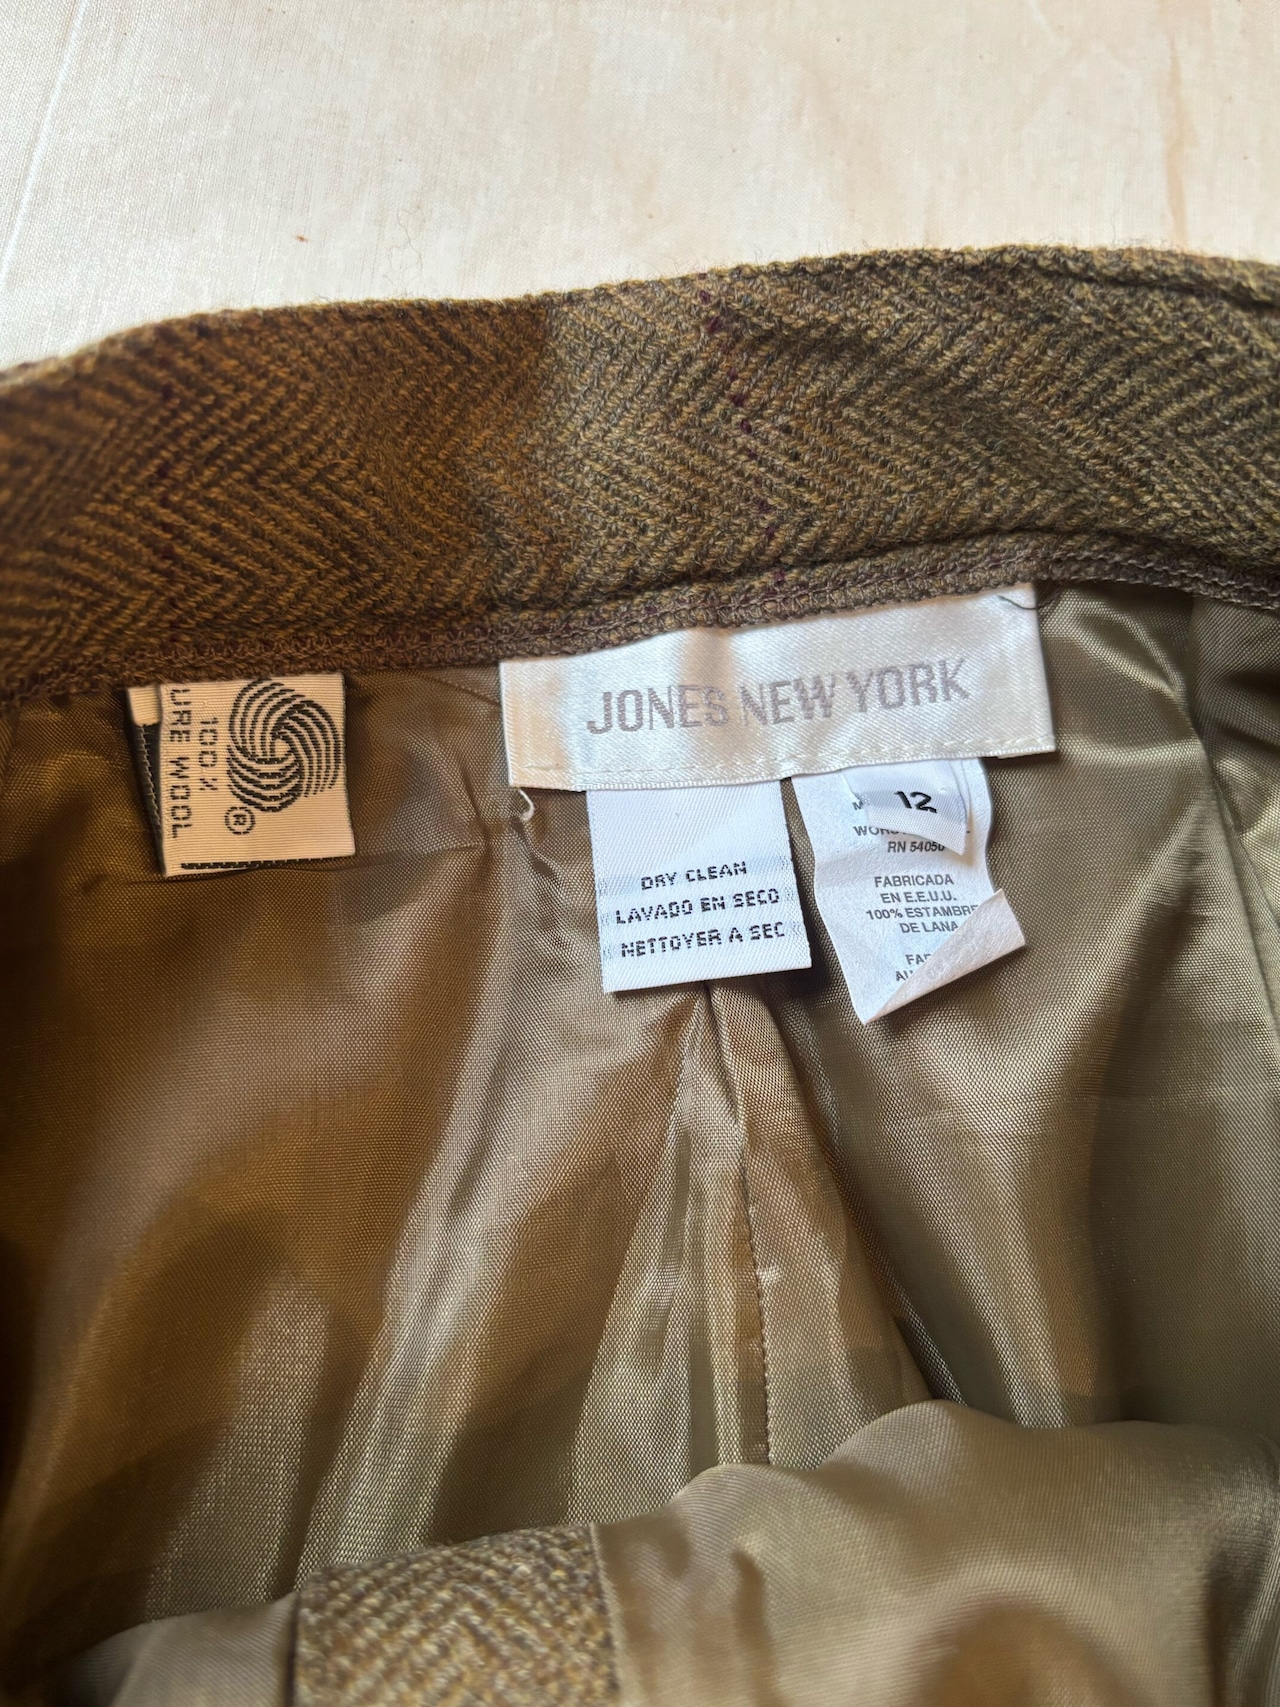 100%
WOOL
®
JONES NEW YORK
DRY CLEAN
LAVADO EN SECO
NETTOYER A SEC
12
RN 54050
FABRICADA
EN E.E.U.U.
100% ESTAMBRE
DE LANA